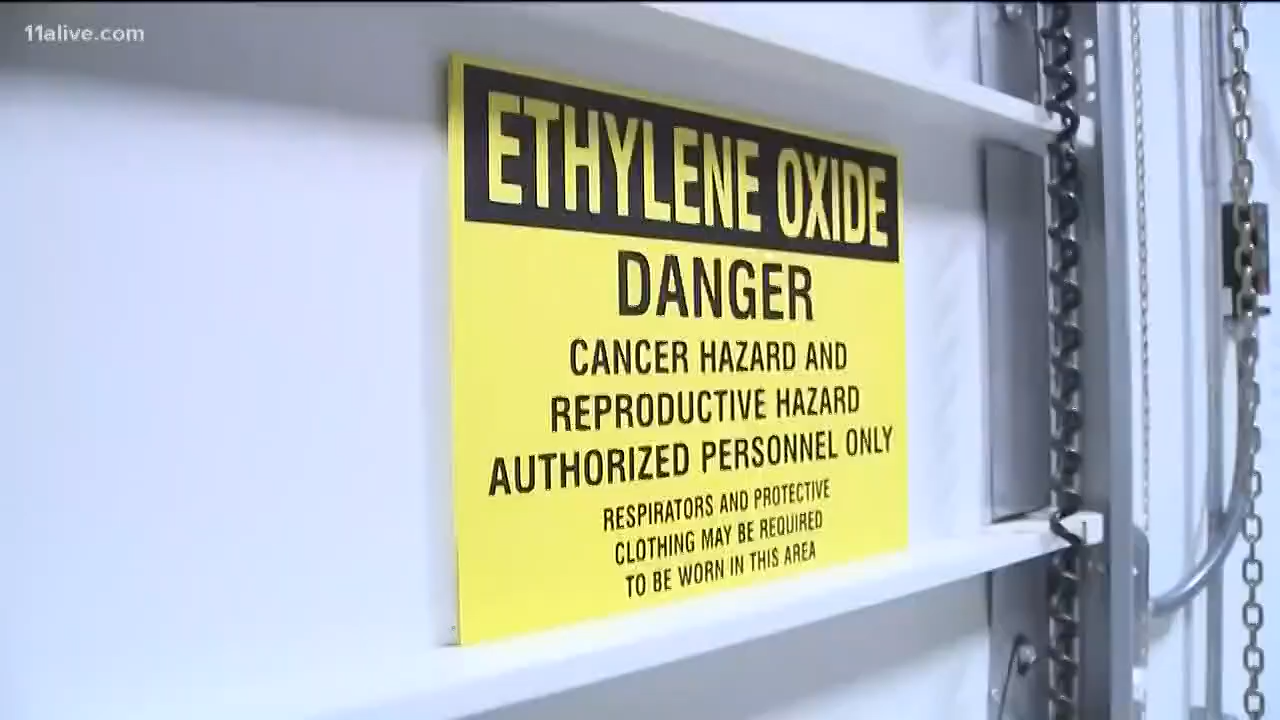 11alive.com
ETHYLENE OXIDE
DANGER
CANCER HAZARD AND
REPRODUCTIVE HAZARD
AUTHORIZED PERSONNEL ONLY
RESPIRATORS AND PROTECTIVE
CLOTHING MAY BE REQUIRED
TO BE WORN IN THIS AREA